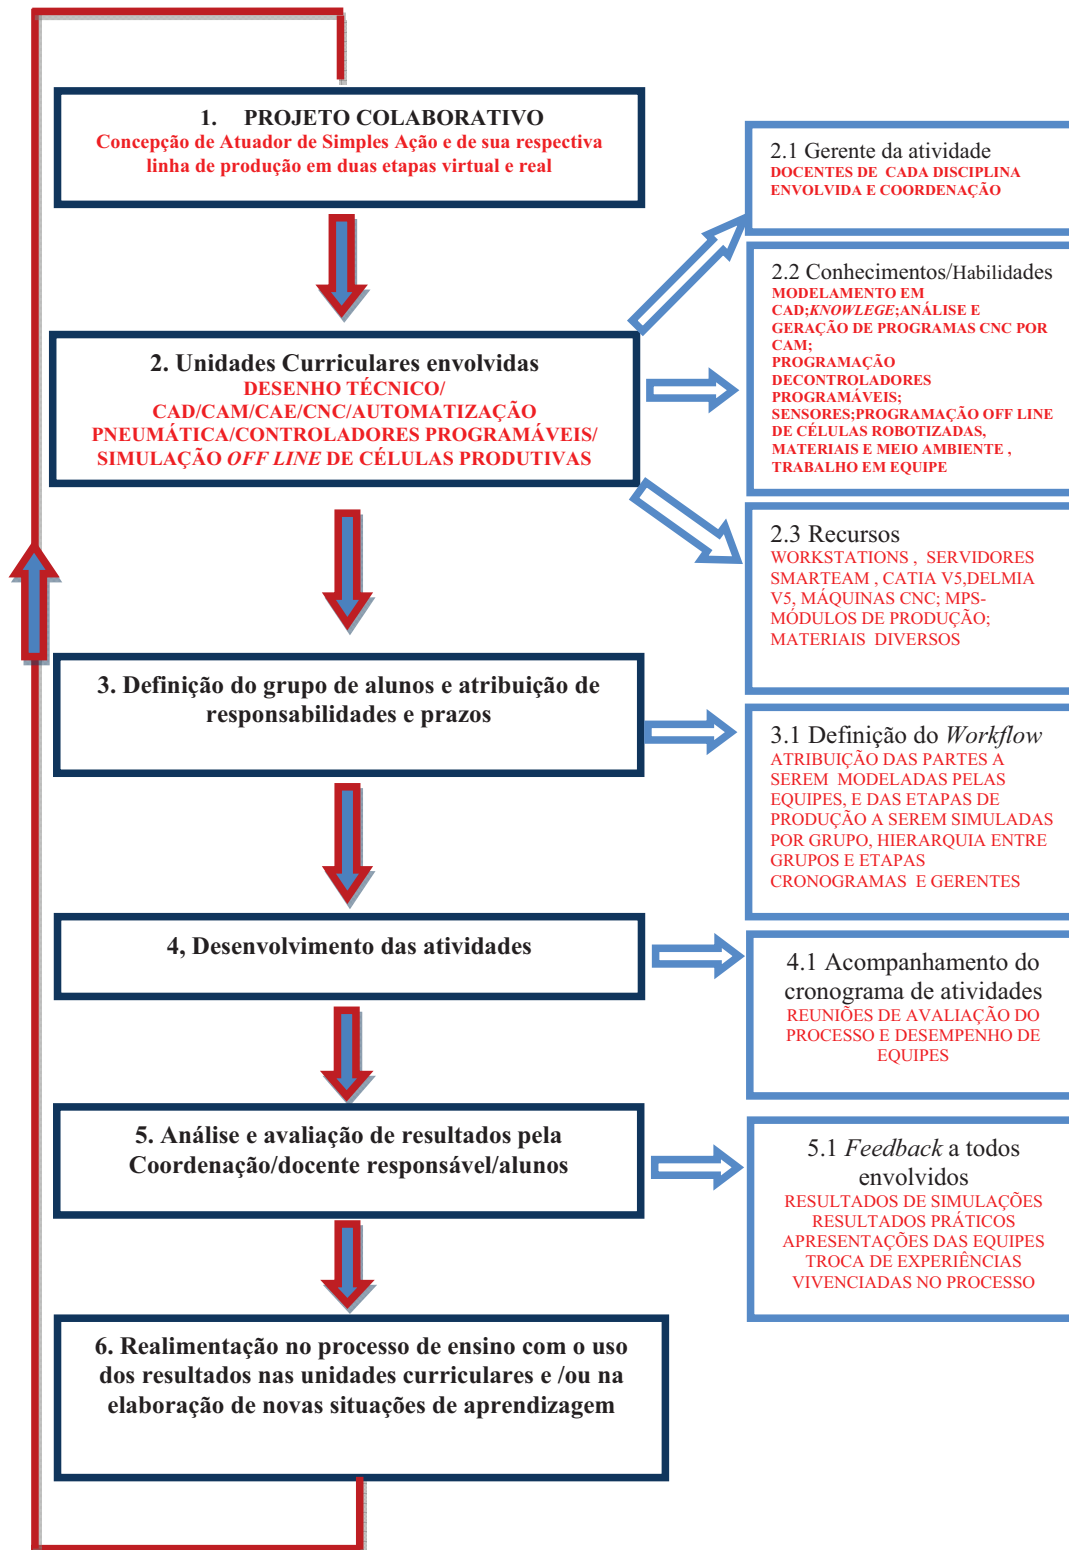 1. PROJETO COLABORATIVO
Concepção de Atuador de Simples Ação e de sua respectiva
linha de produção em duas etapas virtual e real
2.1 Gerente da atividade
DOCENTES DE CADA DISCIPLINA
ENVOLVIDA E COORDENAÇÃO
2. Unidades Curriculares envolvidas
DESENHO TÉCNICO/
CAD/CAM/CAE/CNC/AUTOMATIZAÇÃO
PNEUMÁTICA/CONTROLADORES PROGRAMÁVEIS/
SIMULAÇÃO OFF LINE DE CÉLULAS PRODUTIVAS
2.2 Conhecimentos/Habilidades
MODELAMENTO EM
CAD;KNOWLEGE;ANÁLISE E
GERAÇÃO DE PROGRAMAS CNC POR
CAM;
PROGRAMAÇÃO
DECONTROLADORES
PROGRAMÁVEIS;
SENSORES;PROGRAMAÇÃO OFF LINE
DE CÉLULAS ROBOTIZADAS,
MATERIAIS E MEIO AMBIENTE ,
TRABALHO EM EQUIPE
2.3 Recursos
WORKSTATIONS , SERVIDORES
SMARTEAM , CATIA V5,DELMIA
V5, MÁQUINAS CNC; MPS-
MÓDULOS DE PRODUÇÃO;
MATERIAIS DIVERSOS
3. Definição do grupo de alunos e atribuição de
responsabilidades e prazos
3.1 Definição do Workflow
ATRIBUIÇÃO DAS PARTES A
SEREM MODELADAS PELAS
EQUIPES, E DAS ETAPAS DE
PRODUÇÃO A SEREM SIMULADAS
POR GRUPO, HIERARQUIA ENTRE
GRUPOS E ETAPAS
CRONOGRAMAS E GERENTES
4, Desenvolvimento das atividades
4.1 Acompanhamento do
cronograma de atividades
REUNIÕES DE AVALIAÇÃO DO
PROCESSO E DESEMPENHO DE
EQUIPES
5. Análise e avaliação de resultados pela
Coordenação/docente responsável/alunos
5.1 Feedback a todos
envolvidos
RESULTADOS DE SIMULAÇÕES
RESULTADOS PRÁTICOS
APRESENTAÇÕES DAS EQUIPES
TROCA DE EXPERIÊNCIAS
VIVENCIADAS NO PROCESSO
6. Realimentação no processo de ensino com o uso
dos resultados nas unidades curriculares e /ou na
elaboração de novas situações de aprendizagem